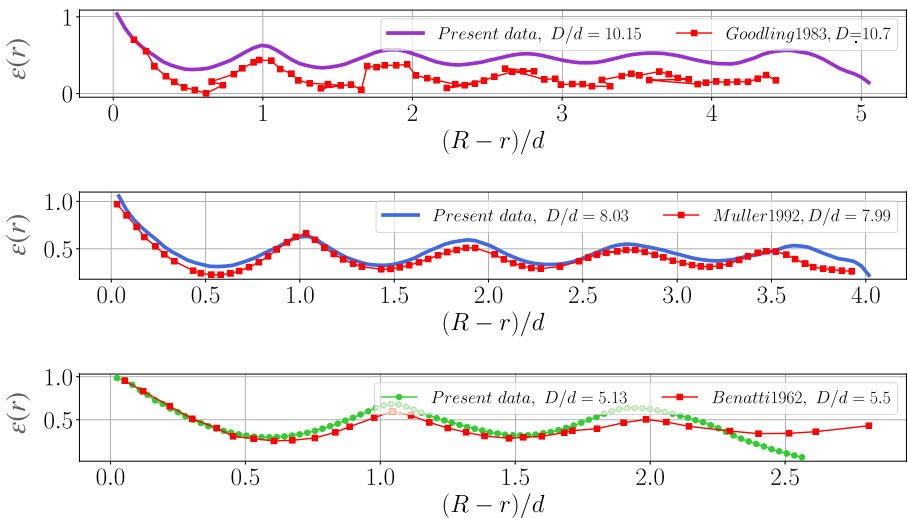 1
0
ε(r)
Present data, D/d = 10.15
Goodling1983, D=10.7
0 1 2 3 4 5
(R − r)/d
1.0
0.5
ε(r)
Present data, D/d = 8.03
Muller1992, D/d = 7.99
0.0 0.5 1.0 1.5 2.0 2.5 3.0 3.5 4.0
(R − r)/d
1.0
0.5
ε(r)
Present data, D/d = 5.13
Benatti1962, D/d = 5.5
0.0 0.5 1.0 1.5 2.0 2.5
(R − r)/d